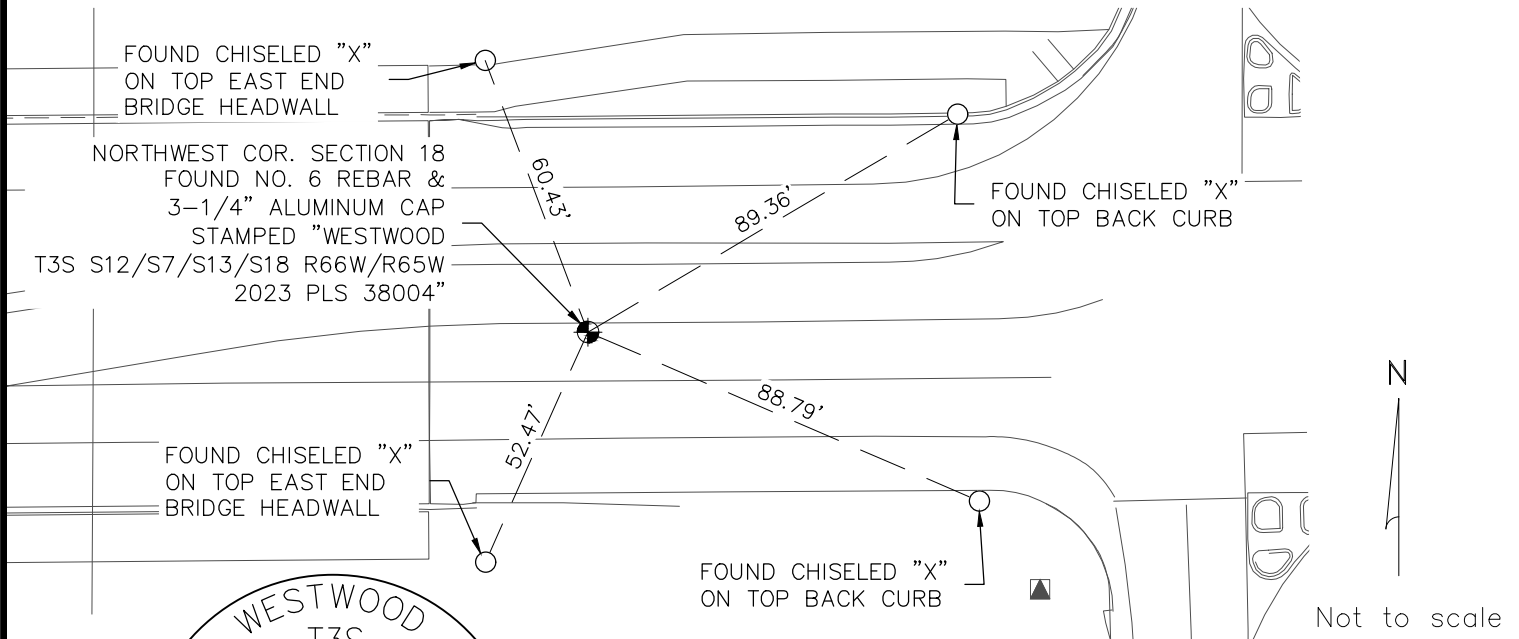 FOUND CHISELED "X"
ON TOP EAST END
BRIDGE HEADWALL
NORTHWEST COR. SECTION 18
FOUND NO. 6 REBAR &
3-1/4" ALUMINUM CAP
STAMPED "WESTWOOD
T3S S12/S7/S13/S18 R66W/R65W
2023 PLS 38004"
60.43'
89.36'
FOUND CHISELED "X"
ON TOP BACK CURB
88.79'
52.47'
FOUND CHISELED "X"
ON TOP EAST END
BRIDGE HEADWALL
FOUND CHISELED "X"
ON TOP BACK CURB
N
Not to scale
WESTWOOD
T3S